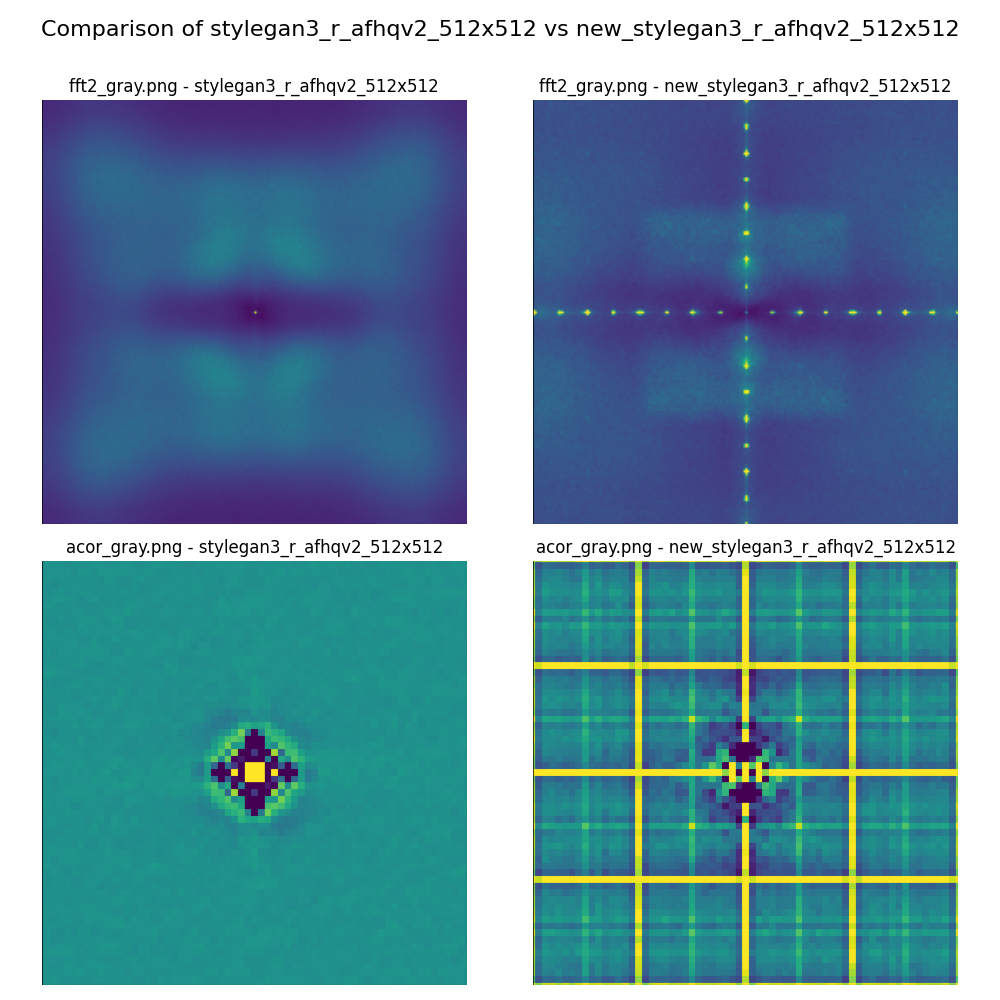 Comparison of stylegan3_r_afhqv2_512x512 vs new_stylegan3_r_afhqv2_512x512
fft2_gray.png - stylegan3_r_afhqv2_512x512
fft2_gray.png - new_stylegan3_r_afhqv2_512x512
acor_gray.png - stylegan3_r_afhqv2_512x512
acor_gray.png - new_stylegan3_r_afhqv2_512x512